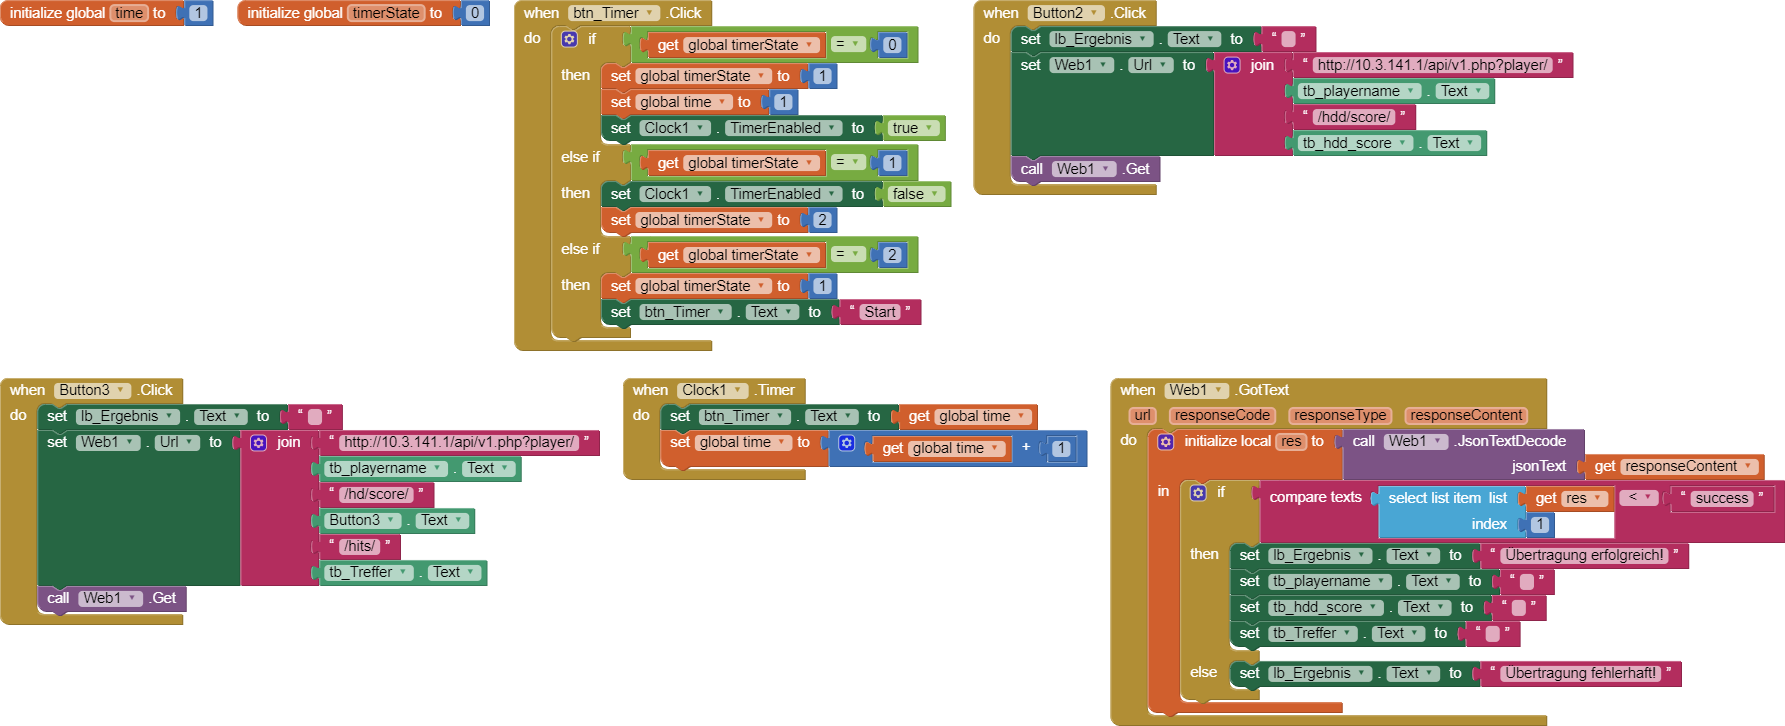 initialize global time to 1
initialize global timerState to 0
when btn_Timer .Click
do if get global timerState = 0
then set global timerState to 1
set global time to 1
set Clock1 . TimerEnabled to true
else if get global timerState = 1
then set Clock1 . TimerEnabled to false
set global timerState to 2
else if get global timerState = 2
then set global timerState to 1
set btn_Timer . Text to “ Start ”
when Button2 .Click
do set lb_Ergebnis . Text to “ ”
set Web1 . Url to join “ http://10.3.141.1/api/v1.php?player/ ”
tb_playername . Text
“ /hdd/score/ ”
tb_hdd_score . Text
call Web1 .Get
when Button3 .Click
do set lb_Ergebnis . Text to “ ”
set Web1 . Url to join “ http://10.3.141.1/api/v1.php?player/ ”
tb_playername . Text
“ /hd/score/ ”
Button3 . Text
“ /hits/ ”
tb_Treffer . Text
call Web1 .Get
when Clock1 .Timer
do set btn_Timer . Text to get global time
set global time to get global time + 1
when Web1 .GotText
url responseCode responseType responseContent
do initialize local res to call Web1 .JsonTextDecode
jsonText get responseContent
in if compare texts select list item list get res < “ success ”
index 1
then set lb_Ergebnis . Text to “ Übertragung erfolgreich! ”
set tb_playername . Text to “ ”
set tb_hdd_score . Text to “ ”
set tb_Treffer . Text to “ ”
else set lb_Ergebnis . Text to “ Übertragung fehlerhaft! ”